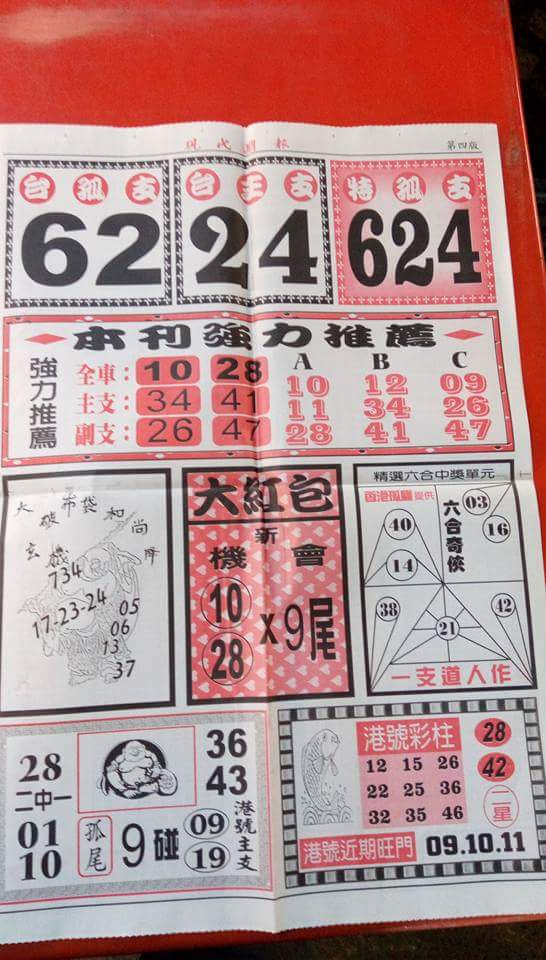 現代週報 第四版
台孤支 台王支 特孤支
62 24 624
本刊強力推薦
強力推薦
A B C
全車：10 28 10 12 09
主支：34 41 11 34 26
副支：26 47 28 41 47
大破布袋和尚
玄機
734
17-23-24
05
06
13
37
大紅包
新
機會
10
28
x9尾
精選六合中獎單元
香港孤鷹提供
六合奇俠
03
40 16
14
38 21 42
一支道人作
28
二中一
01
10
孤尾
9碰
36
43
09
19
港號主支
港號彩柱
12 15 26
22 25 36
32 35 46
28
42
二星
港號近期旺門 09.10.11